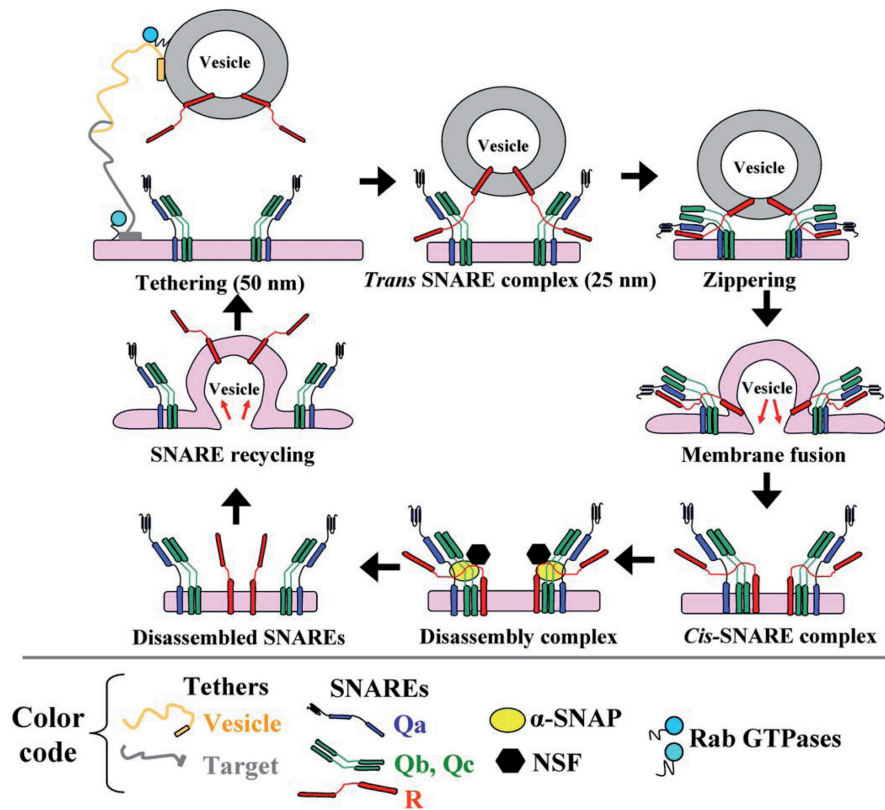 Vesicle
Vesicle
Vesicle
Tethering (50 nm)
Trans SNARE complex (25 nm)
Zippering
Vesicle
Vesicle
SNARE recycling
Membrane fusion
Disassembled SNAREs
Disassembly complex
Cis-SNARE complex
Color code
Tethers
Vesicle
Target
SNAREs
Qa
Qb, Qc
R
α-SNAP
NSF
Rab GTPases